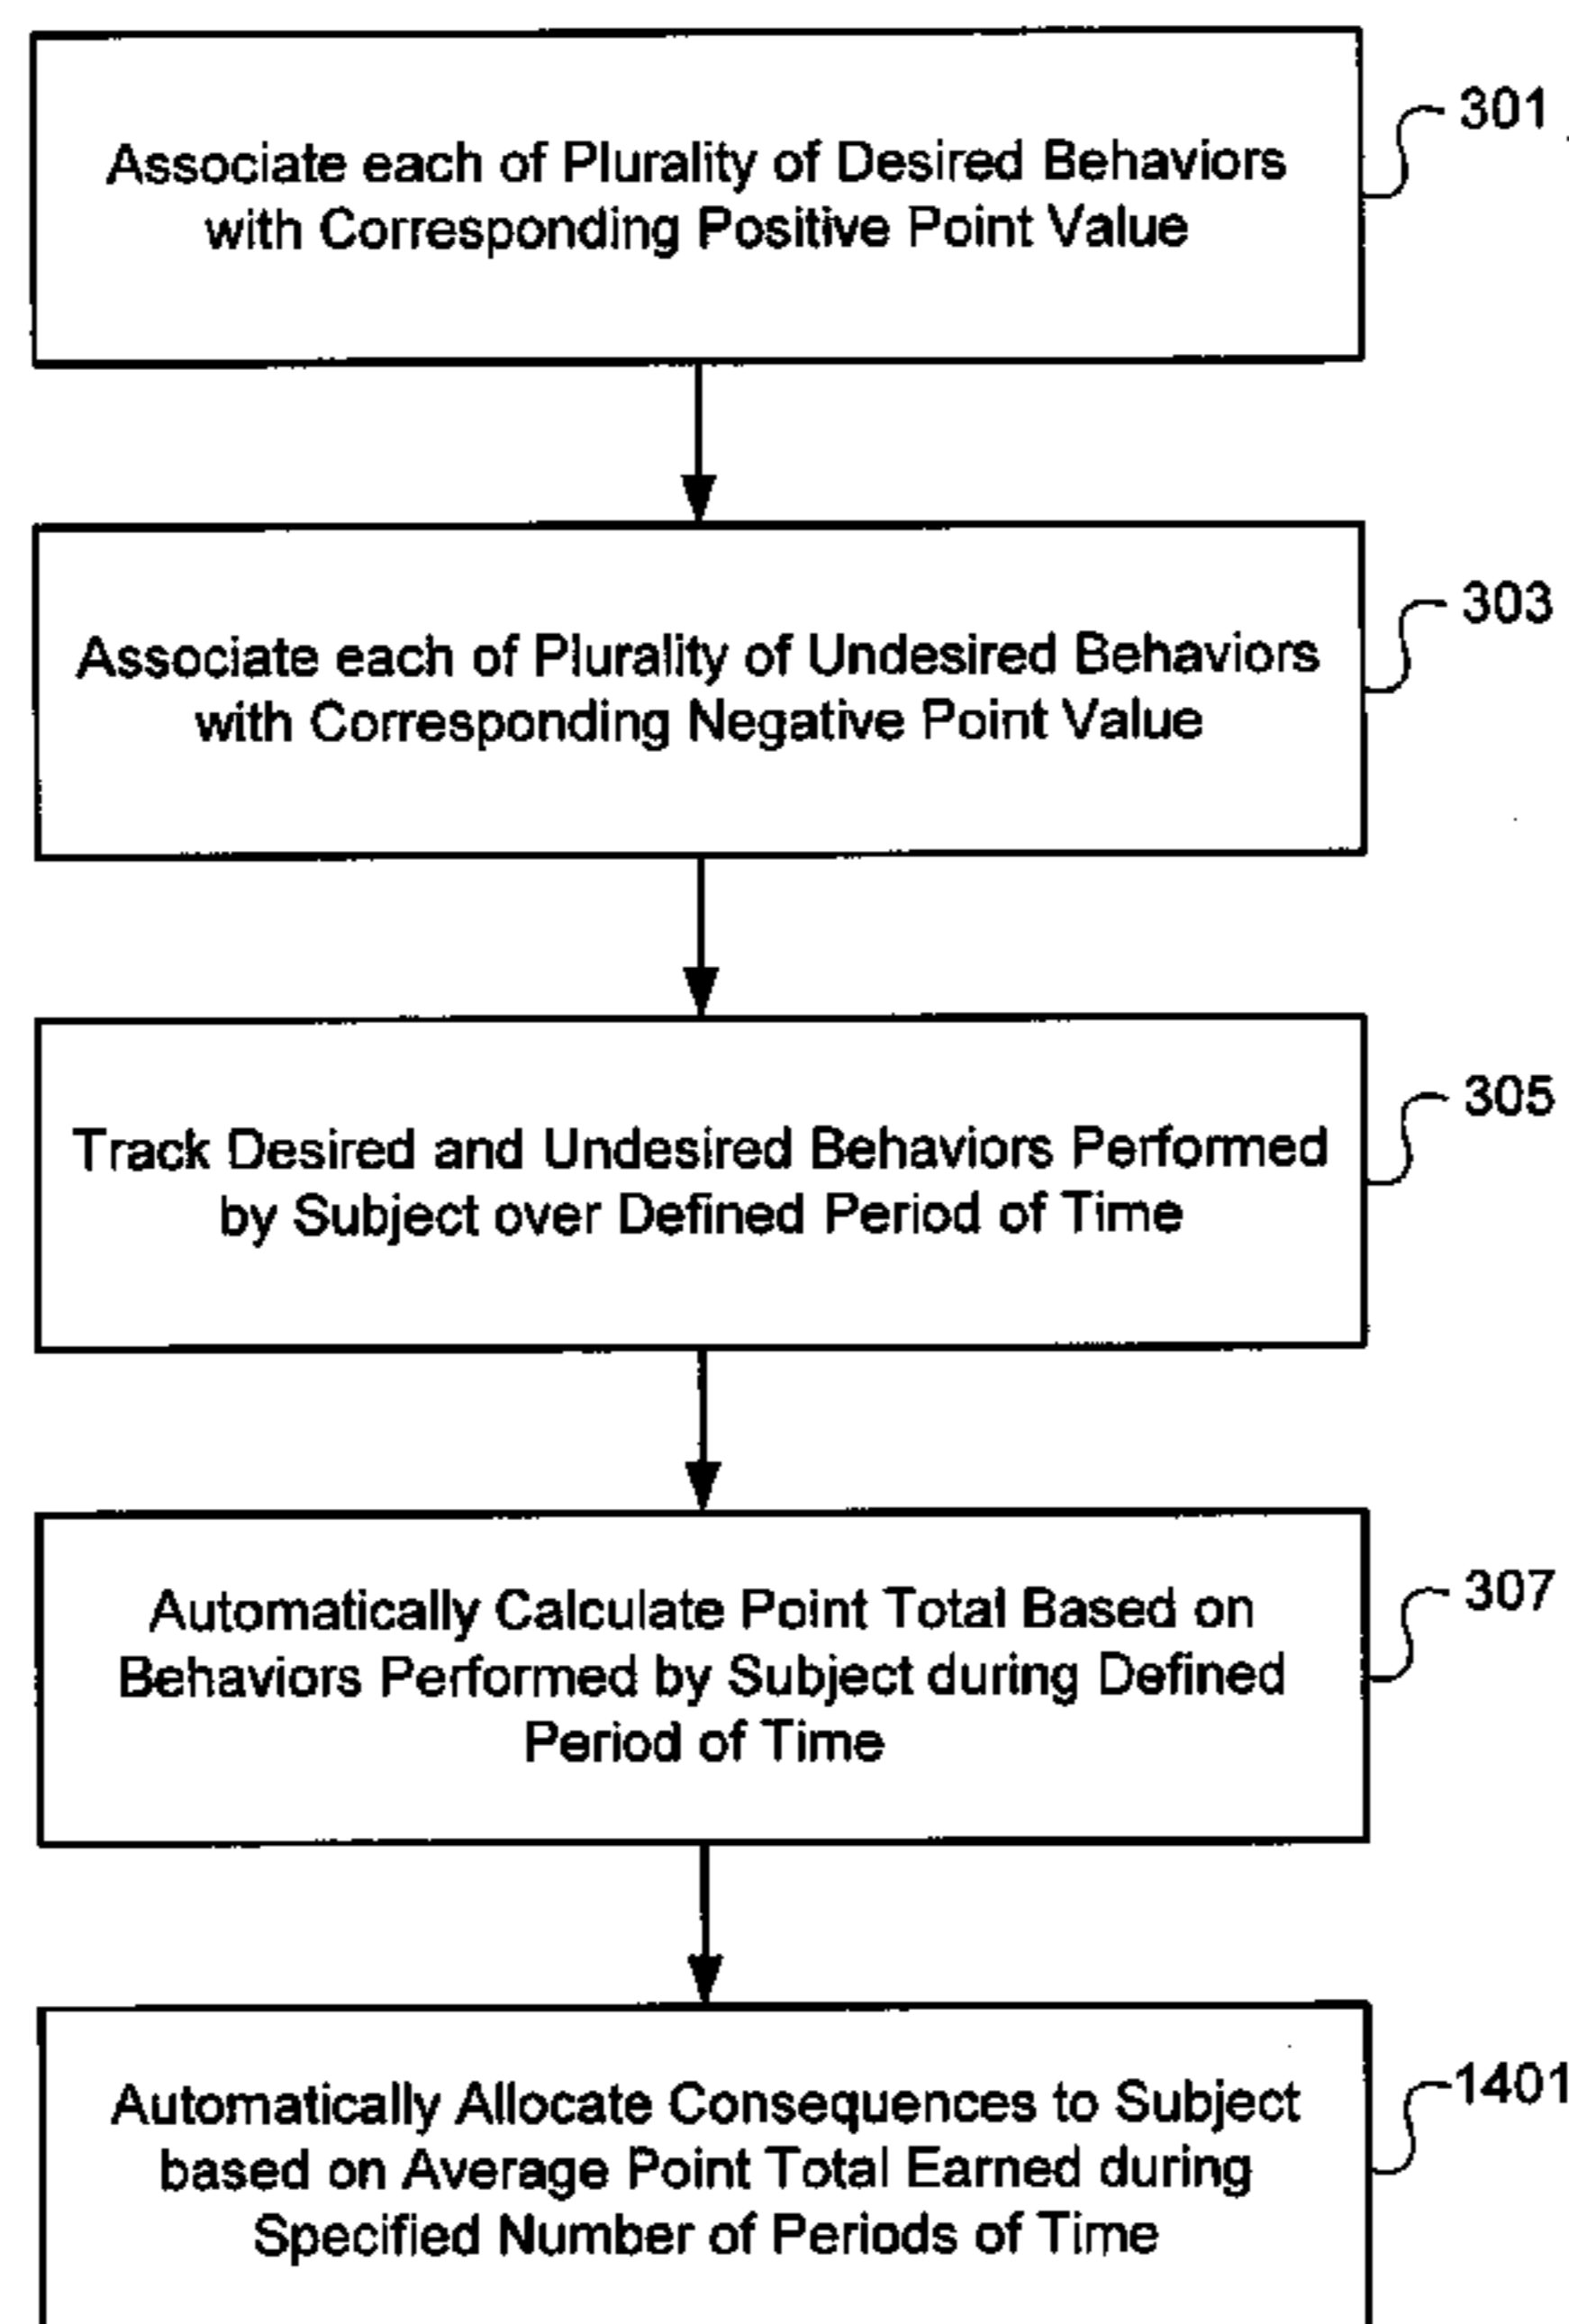 Associate each of Plurality of Desired Behaviors
with Corresponding Positive Point Value
301
Associate each of Plurality of Undesired Behaviors
with Corresponding Negative Point Value
303
Track Desired and Undesired Behaviors Performed
by Subject over Defined Period of Time
305
Automatically Calculate Point Total Based on
Behaviors Performed by Subject during Defined
Period of Time
307
Automatically Allocate Consequences to Subject
based on Average Point Total Earned during
Specified Number of Periods of Time
1401